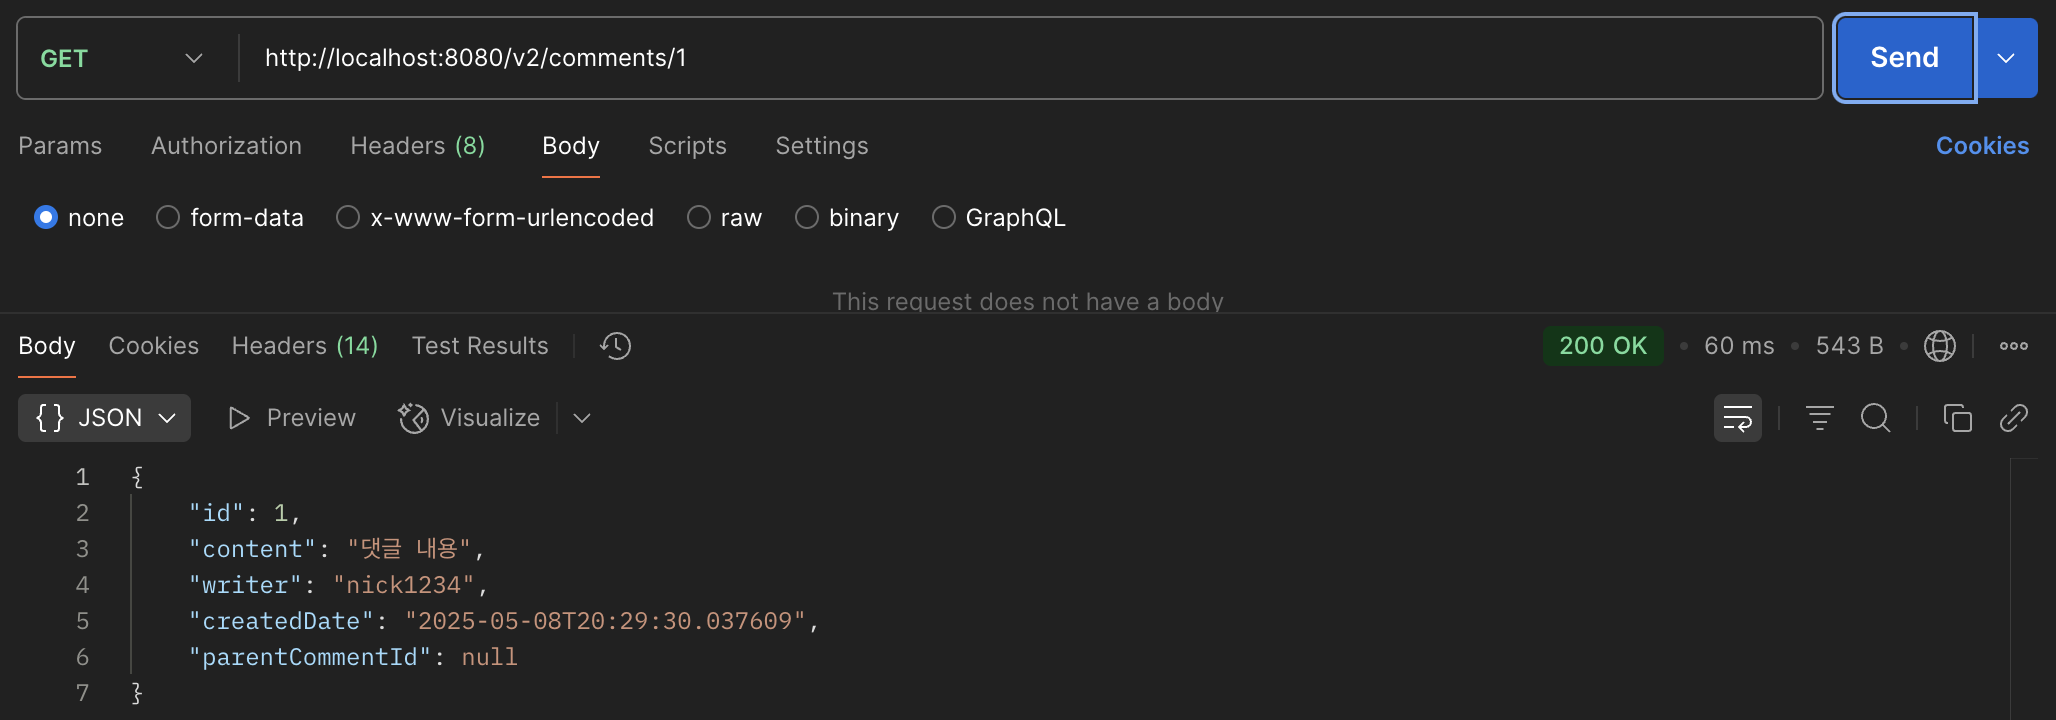 GET http://localhost:8080/v2/comments/1 Send
Params Authorization Headers (8) Body Scripts Settings Cookies
none form-data x-www-form-urlencoded raw binary GraphQL
This request does not have a body
Body Cookies Headers (14) Test Results 200 OK • 60 ms • 543 B •
{} JSON Preview Visualize
1 {
2 "id": 1,
3 "content": "댓글 내용",
4 "writer": "nick1234",
5 "createdDate": "2025-05-08T20:29:30.037609",
6 "parentCommentId": null
7 }